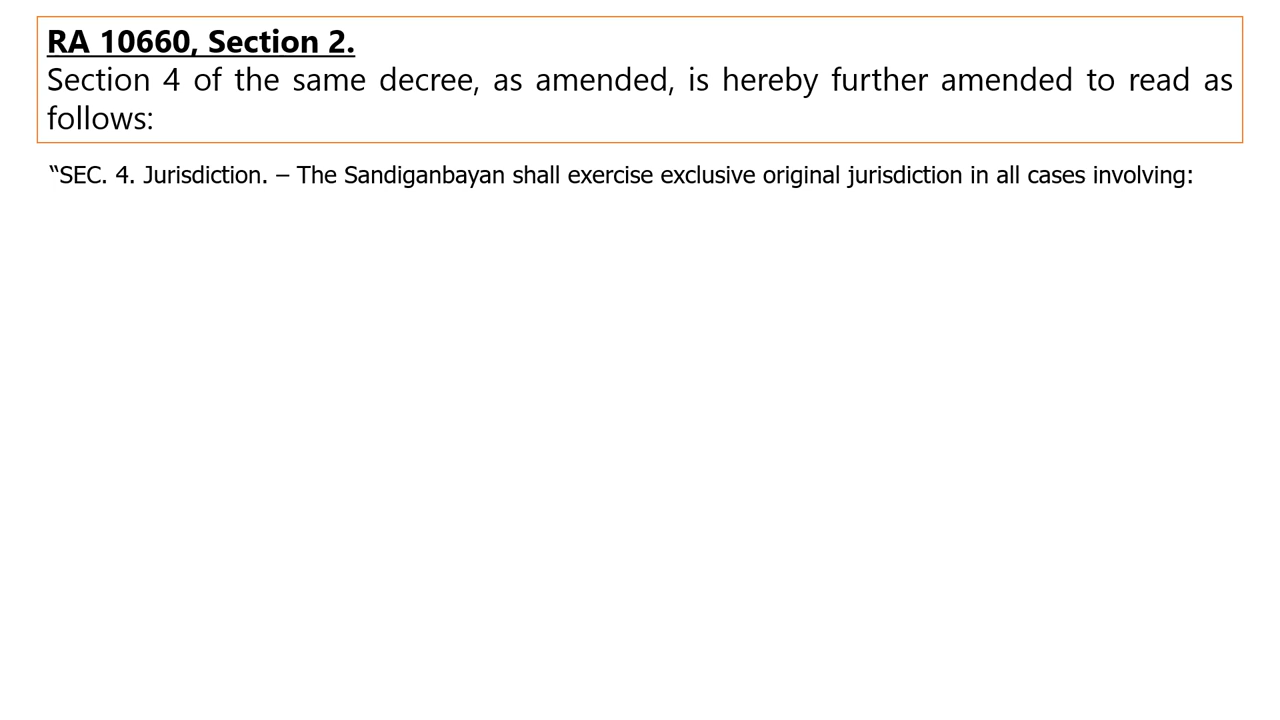 RA 10660, Section 2.
Section 4 of the same decree, as amended, is hereby further amended to read as
follows:
“SEC. 4. Jurisdiction. – The Sandiganbayan shall exercise exclusive original jurisdiction in all cases involving: